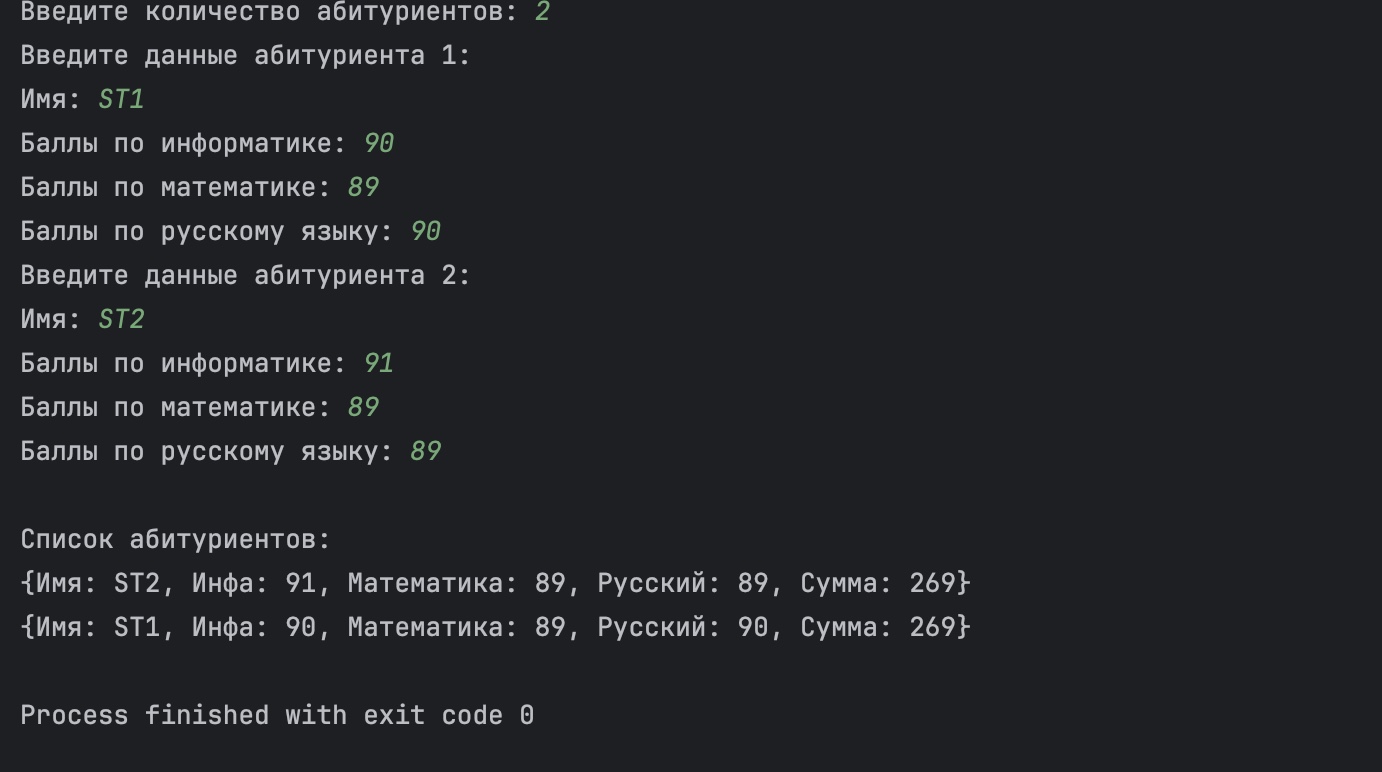 Введите количество абитуриентов: 2
Введите данные абитуриента 1:
Имя: ST1
Баллы по информатике: 90
Баллы по математике: 89
Баллы по русскому языку: 90
Введите данные абитуриента 2:
Имя: ST2
Баллы по информатике: 91
Баллы по математике: 89
Баллы по русскому языку: 89
Список абитуриентов:
{Имя: ST2, Инфа: 91, Математика: 89, Русский: 89, Сумма: 269}
{Имя: ST1, Инфа: 90, Математика: 89, Русский: 90, Сумма: 269}
Process finished with exit code 0